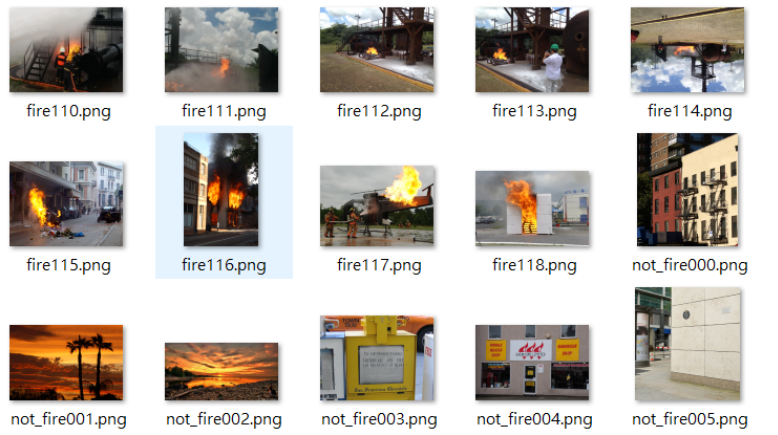 fire110.png
fire111.png
fire112.png
fire113.png
fire114.png
fire115.png
fire116.png
fire117.png
fire118.png
not_fire000.png
not_fire001.png
not_fire002.png
not_fire003.png
not_fire004.png
not_fire005.png